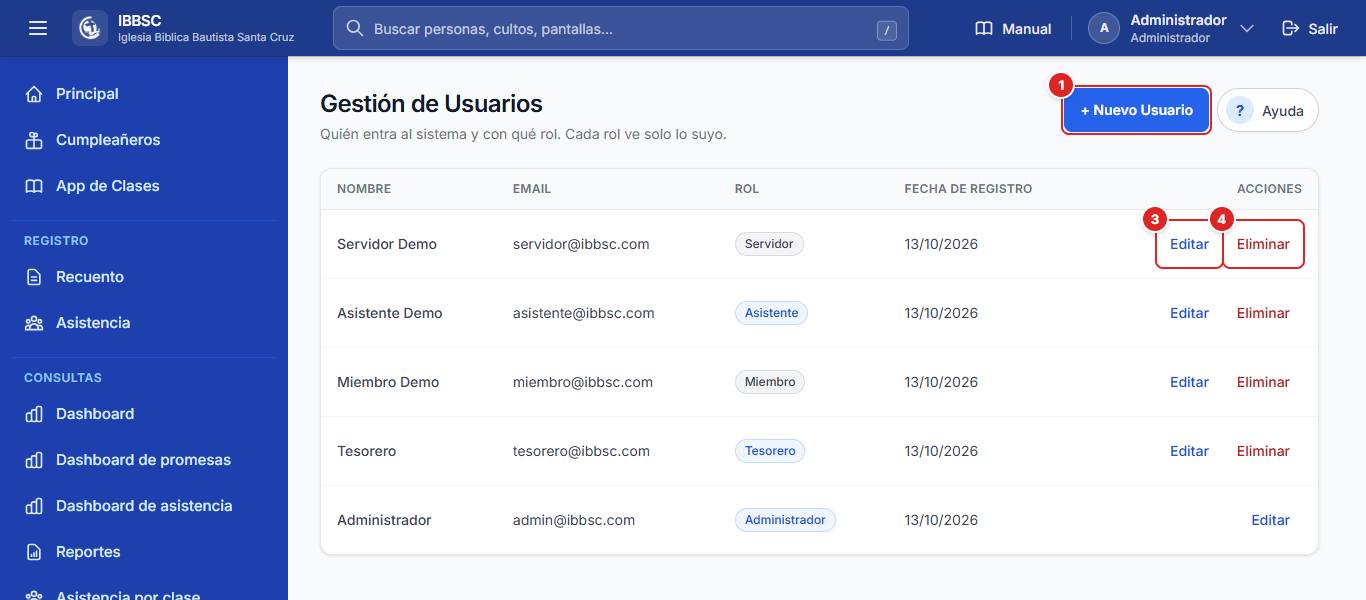 IBBSC
Iglesia Biblica Bautista Santa Cruz
Buscar personas, cultos, pantallas...
/
Manual
A
Administrador
Administrador
Salir
Principal
Cumpleañeros
App de Clases
REGISTRO
Recuento
Asistencia
CONSULTAS
Dashboard
Dashboard de promesas
Dashboard de asistencia
Reportes
Asistencia por clase
Gestión de Usuarios
Quién entra al sistema y con qué rol. Cada rol ve solo lo suyo.
1
+ Nuevo Usuario
? Ayuda
NOMBRE EMAIL ROL FECHA DE REGISTRO ACCIONES
3 4
Servidor Demo servidor@ibbsc.com Servidor 13/10/2026 Editar Eliminar
Asistente Demo asistente@ibbsc.com Asistente 13/10/2026 Editar Eliminar
Miembro Demo miembro@ibbsc.com Miembro 13/10/2026 Editar Eliminar
Tesorero tesorero@ibbsc.com Tesorero 13/10/2026 Editar Eliminar
Administrador admin@ibbsc.com Administrador 13/10/2026 Editar